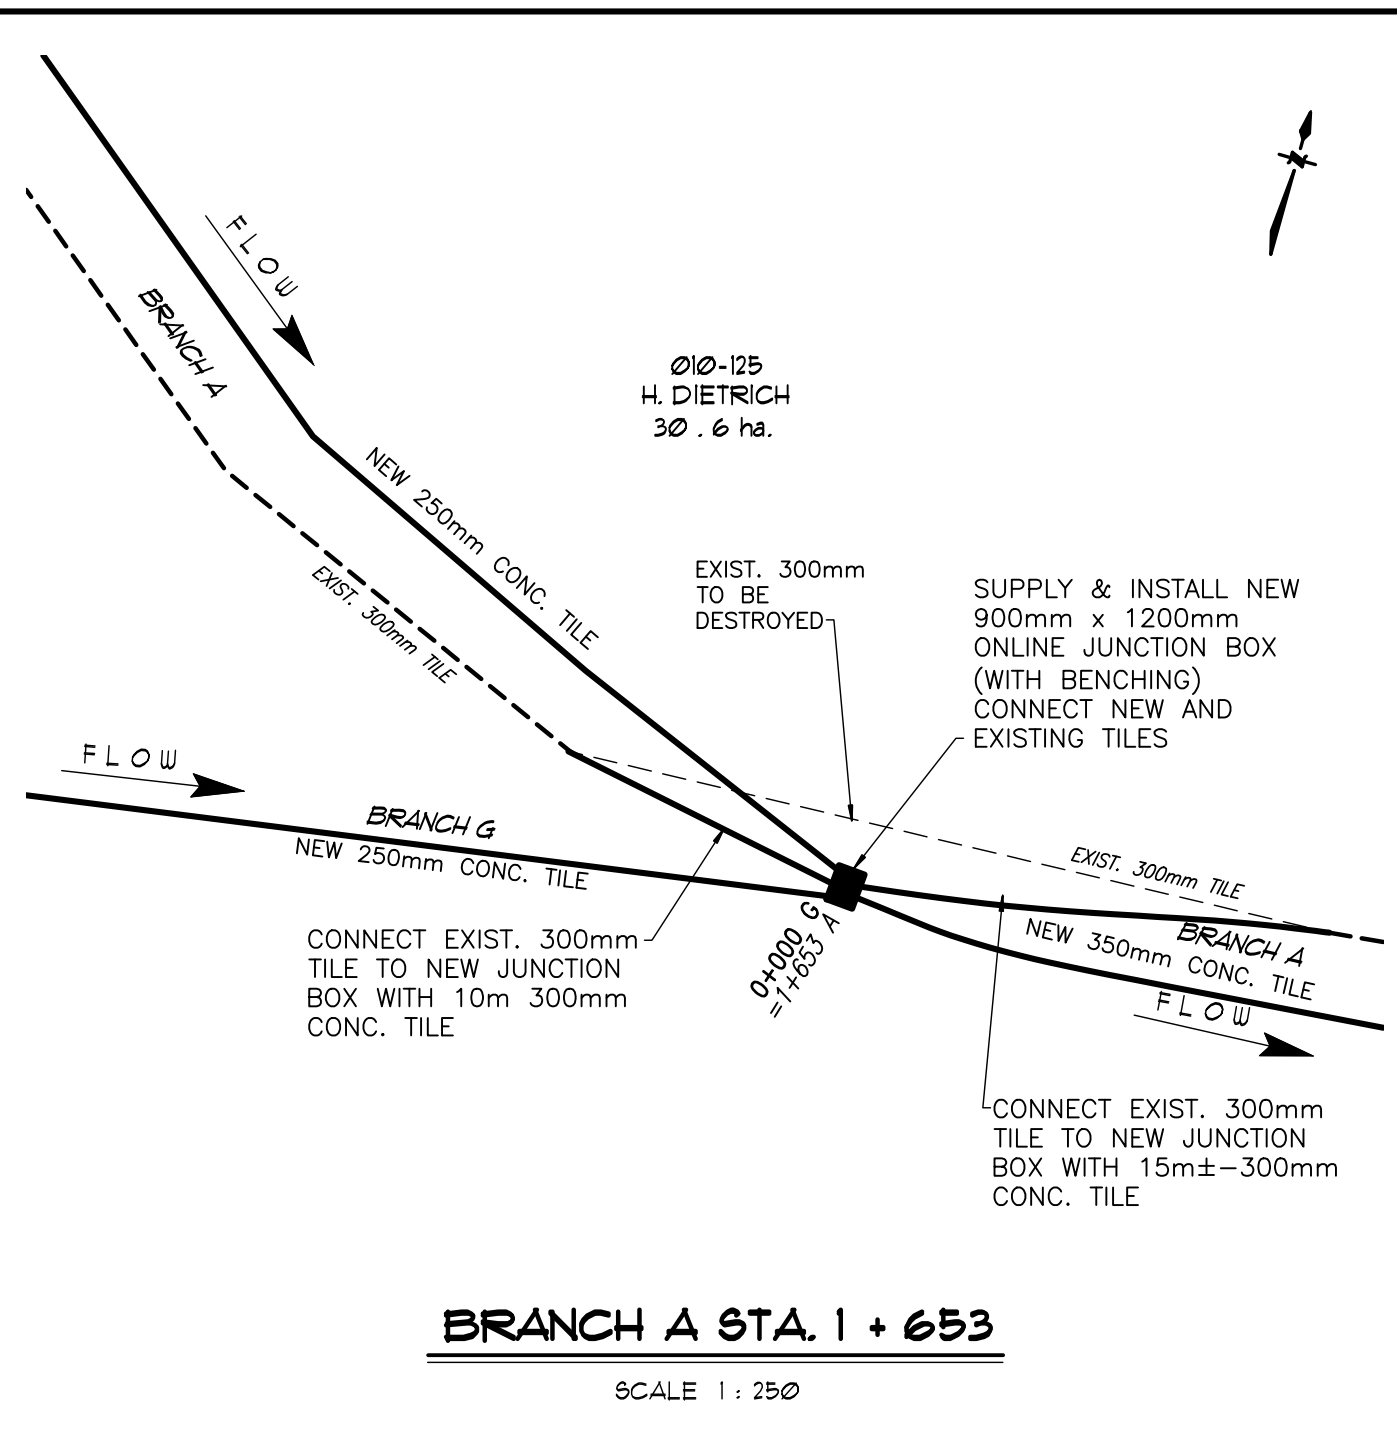 FLOW
BRANCH A
Ø1Ø-125
H. DIETRICH
3Ø . 6 ha.
N
NEW 250mm CONC. TILE
EXIST. 300mm TILE
EXIST. 300mm
TO BE
DESTROYED
SUPPLY & INSTALL NEW
900mm x 1200mm
ONLINE JUNCTION BOX
(WITH BENCHING)
CONNECT NEW AND
EXISTING TILES
FLOW
BRANCH G
NEW 250mm CONC. TILE
EXIST. 300mm TILE
BRANCH A
NEW 350mm CONC. TILE
FLOW
0+000 G
=1+653 A
CONNECT EXIST. 300mm
TILE TO NEW JUNCTION
BOX WITH 10m 300mm
CONC. TILE
CONNECT EXIST. 300mm
TILE TO NEW JUNCTION
BOX WITH 15m±-300mm
CONC. TILE
BRANCH A STA. 1 + 653
SCALE 1 : 25Ø